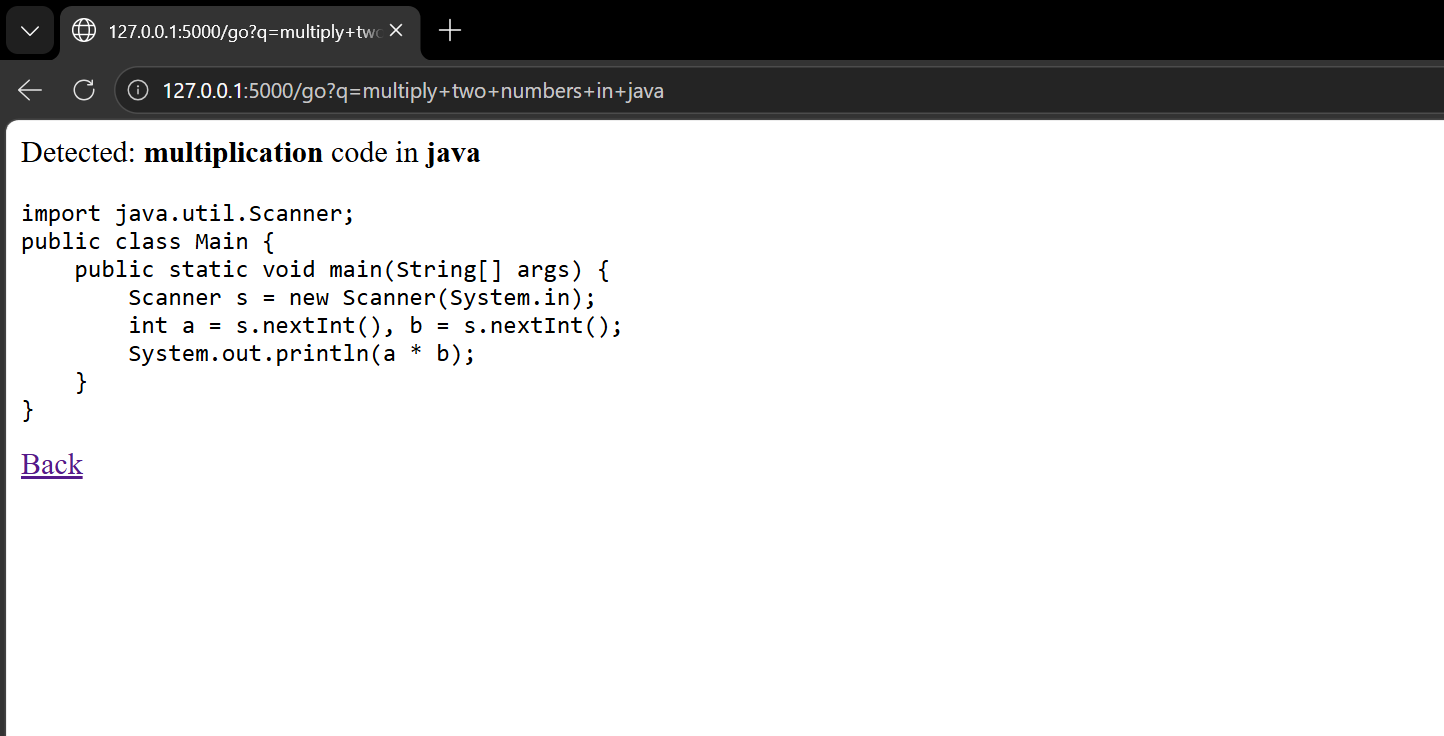 127.0.0.1:5000/go?q=multiply+tw
127.0.0.1:5000/go?q=multiply+two+numbers+in+java
Detected: multiplication code in java
import java.util.Scanner;
public class Main {
    public static void main(String[] args) {
        Scanner s = new Scanner(System.in);
        int a = s.nextInt(), b = s.nextInt();
        System.out.println(a * b);
    }
}
Back